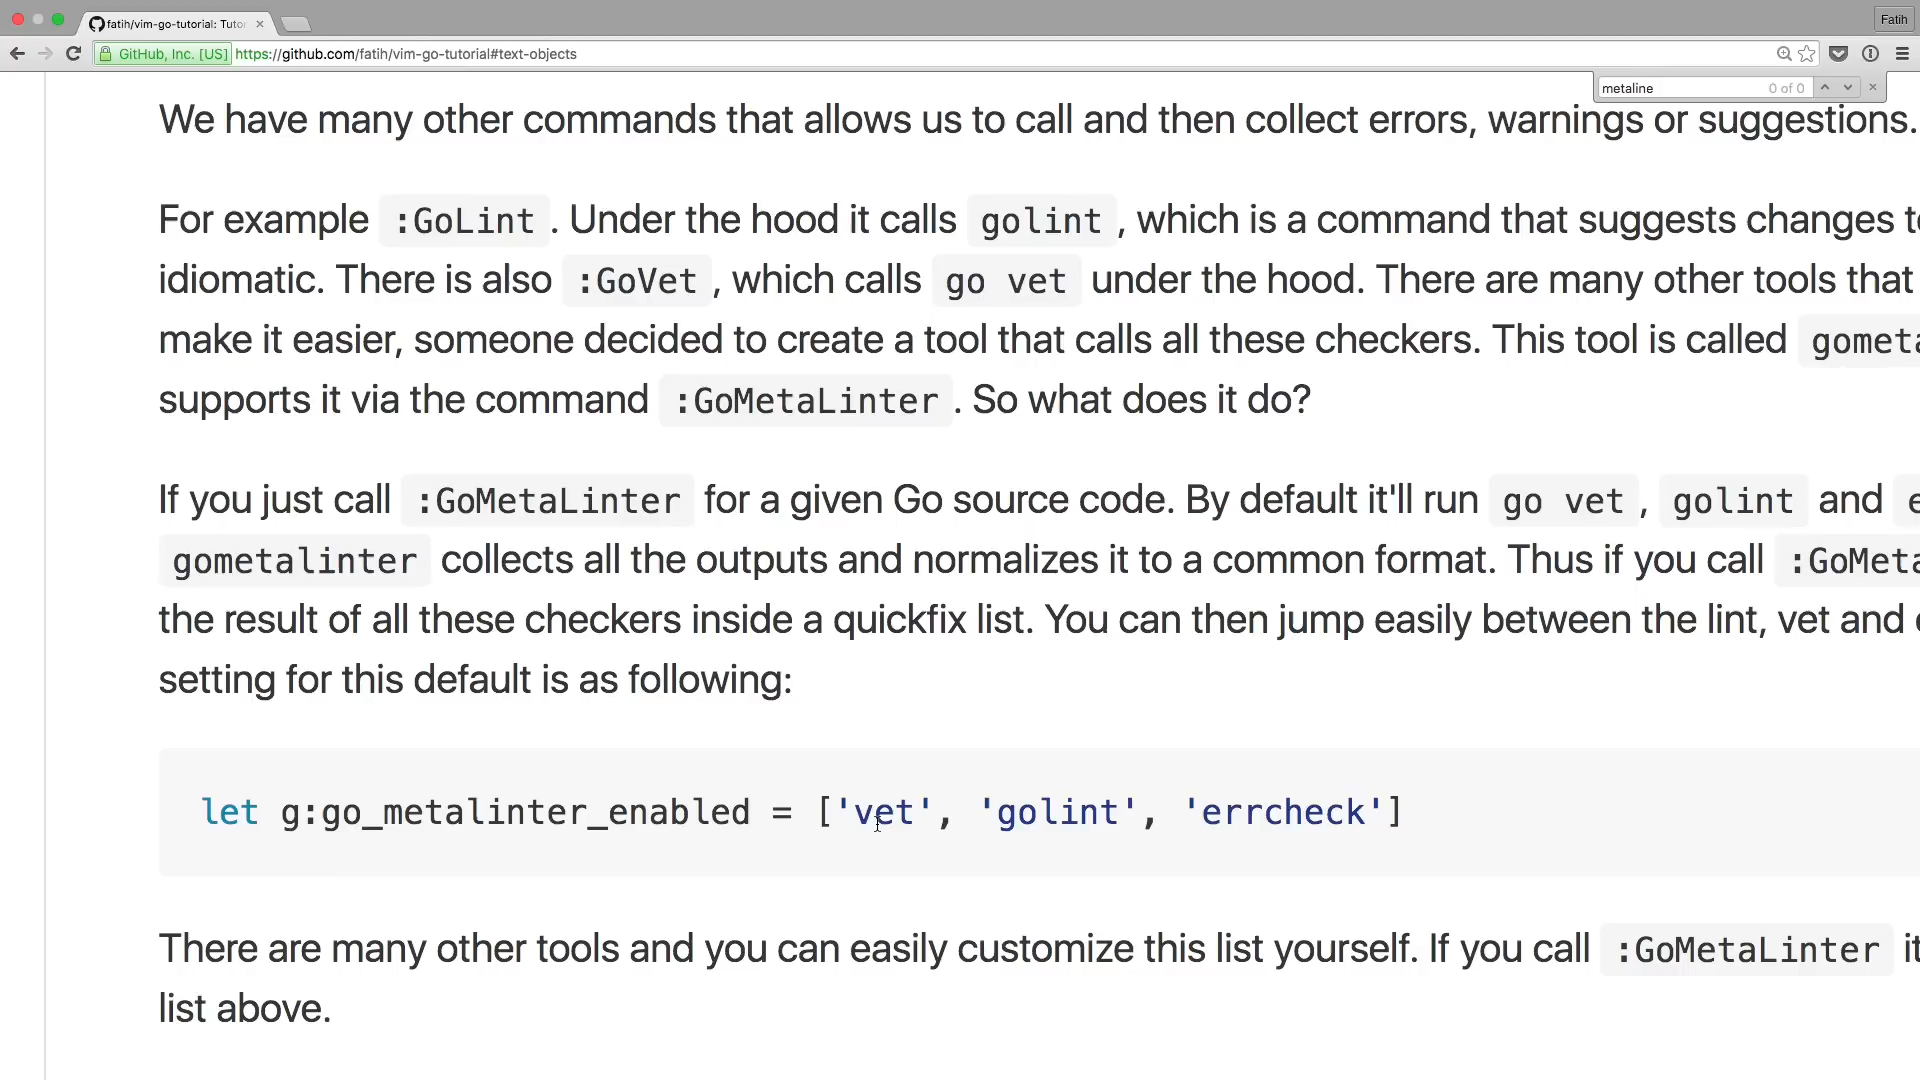 fatih/vim-go-tutorial: Tuto
Fatih
GitHub, Inc. [US] https://github.com/fatih/vim-go-tutorial#text-objects
metaline 0 of 0
We have many other commands that allows us to call and then collect errors, warnings or suggestions.
For example :GoLint . Under the hood it calls golint , which is a command that suggests changes t
idiomatic. There is also :GoVet , which calls go vet under the hood. There are many other tools that
make it easier, someone decided to create a tool that calls all these checkers. This tool is called gometa
supports it via the command :GoMetaLinter . So what does it do?
If you just call :GoMetaLinter for a given Go source code. By default it'll run go vet , golint and e
gometalinter collects all the outputs and normalizes it to a common format. Thus if you call :GoMeta
the result of all these checkers inside a quickfix list. You can then jump easily between the lint, vet and
setting for this default is as following:
let g:go_metalinter_enabled = ['vet', 'golint', 'errcheck']
There are many other tools and you can easily customize this list yourself. If you call :GoMetaLinter it
list above.